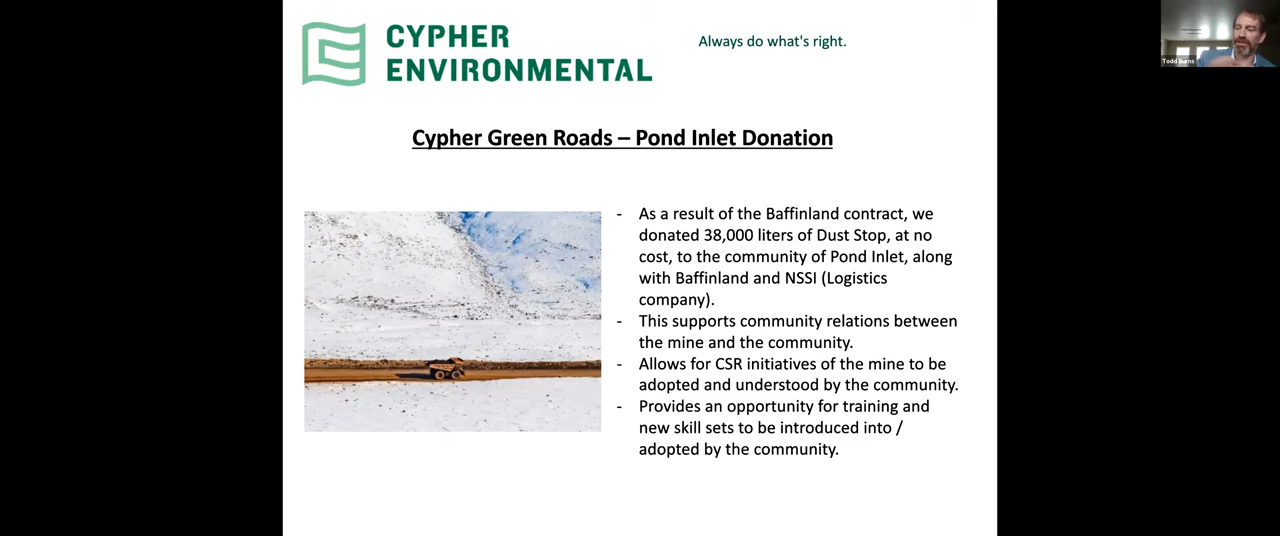 CYPHER
ENVIRONMENTAL
Always do what's right.
Todd Burns
Cypher Green Roads – Pond Inlet Donation
- As a result of the Baffinland contract, we
donated 38,000 liters of Dust Stop, at no
cost, to the community of Pond Inlet, along
with Baffinland and NSSI (Logistics
company).
- This supports community relations between
the mine and the community.
- Allows for CSR initiatives of the mine to be
adopted and understood by the community.
- Provides an opportunity for training and
new skill sets to be introduced into /
adopted by the community.